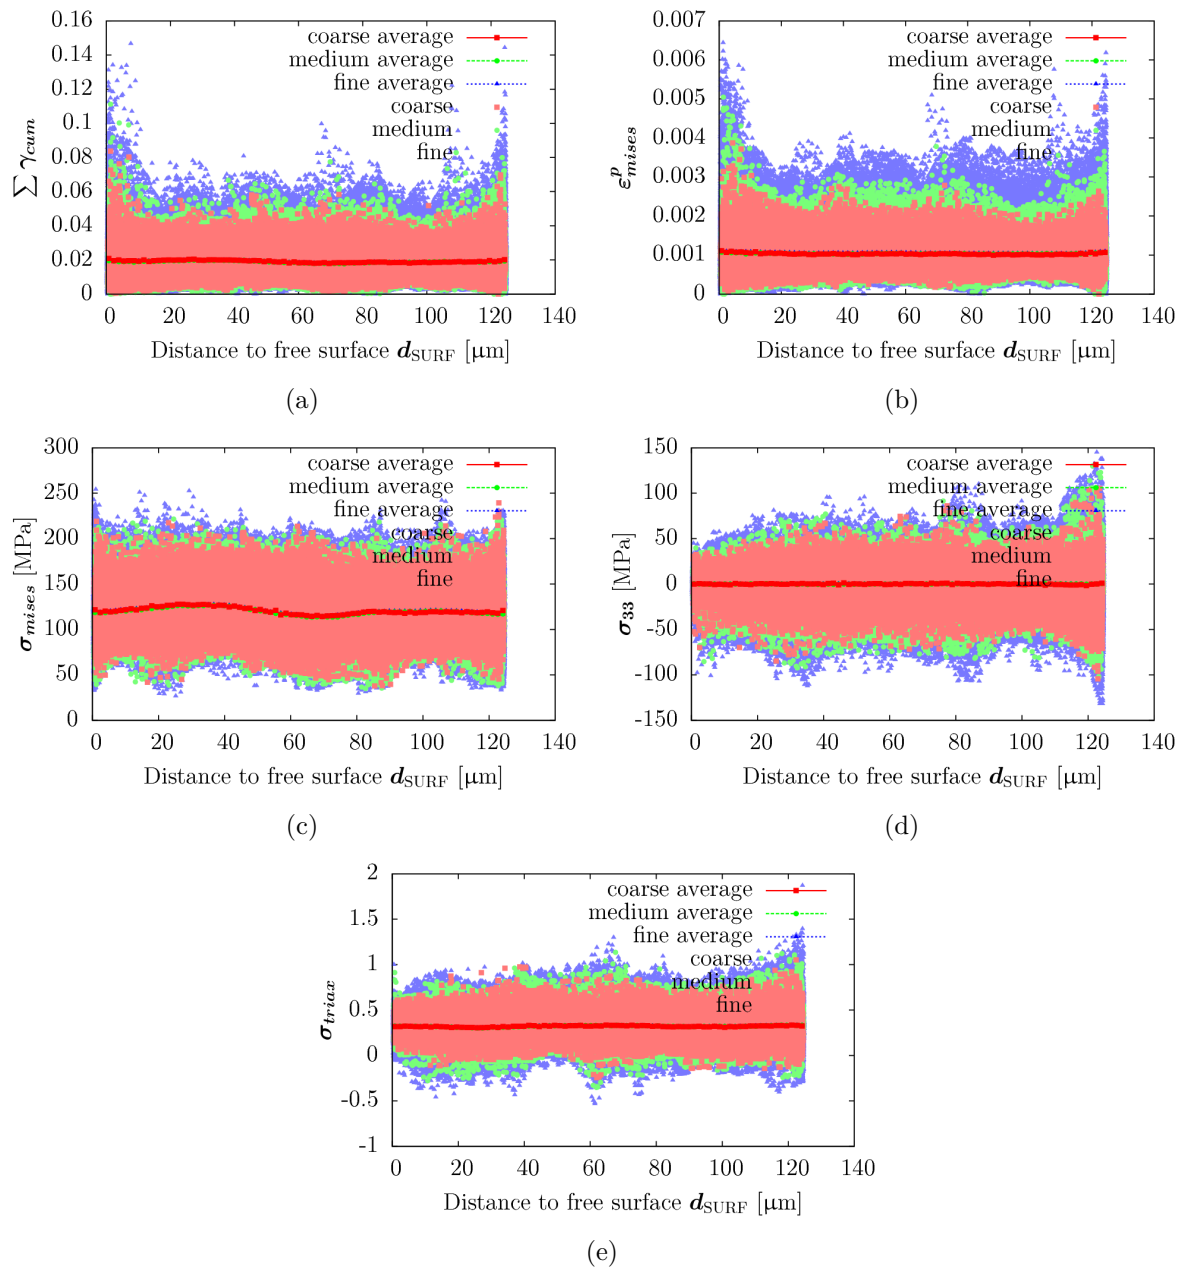 0.16
0.14
0.12
0.1
0.08
0.06
0.04
0.02
0
∑ γcum
coarse average
medium average
fine average
coarse
medium
fine
0 20 40 60 80 100 120 140
Distance to free surface dSURF [μm]
(a)
0.007
0.006
0.005
0.004
0.003
0.002
0.001
0
εᵖmises
coarse average
medium average
fine average
coarse
medium
fine
0 20 40 60 80 100 120 140
Distance to free surface dSURF [μm]
(b)
300
250
200
150
100
50
0
σmises [MPa]
coarse average
medium average
fine average
coarse
medium
fine
0 20 40 60 80 100 120 140
Distance to free surface dSURF [μm]
(c)
150
100
50
0
-50
-100
-150
σ33 [MPa]
coarse average
medium average
fine average
coarse
medium
fine
0 20 40 60 80 100 120 140
Distance to free surface dSURF [μm]
(d)
2
1.5
1
0.5
0
-0.5
-1
σtriax
coarse average
medium average
fine average
coarse
medium
fine
0 20 40 60 80 100 120 140
Distance to free surface dSURF [μm]
(e)